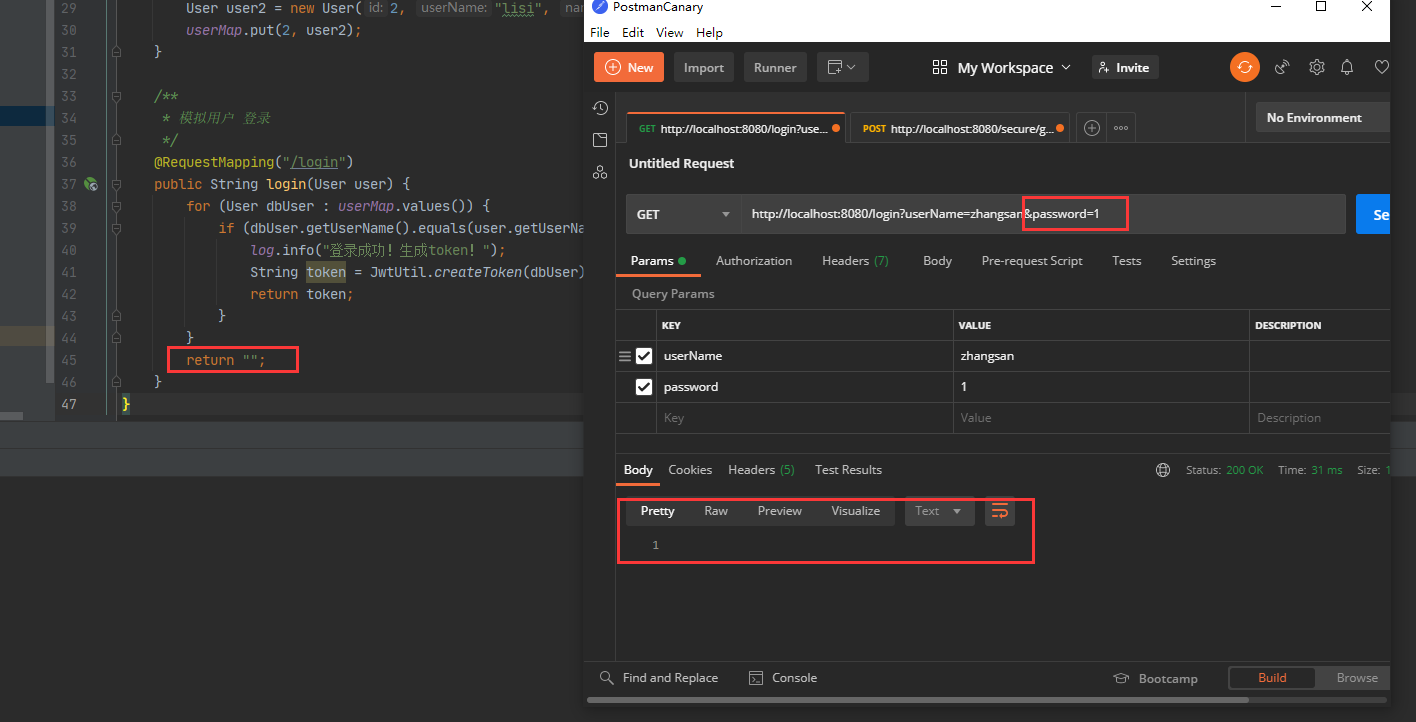 29 User user2 = new User( id: 2, userName: "lisi",
30 userMap.put(2, user2);
31 }
32
33 /**
34 * 模拟用户 登录
35 */
36 @RequestMapping("/login")
37 public String login(User user) {
38 for (User dbUser : userMap.values()) {
39 if (dbUser.getUserName().equals(user.getUserNa
40 log.info("登录成功！生成token！");
41 String token = JwtUtil.createToken(dbUser)
42 return token;
43 }
44 }
45 return "";
46 }
47 }
PostmanCanary
File Edit View Help
New Import Runner My Workspace Invite
GET http://localhost:8080/login?use... POST http://localhost:8080/secure/g... No Environment
Untitled Request
GET http://localhost:8080/login?userName=zhangsan&password=1 Se
Params Authorization Headers (7) Body Pre-request Script Tests Settings
Query Params
KEY VALUE DESCRIPTION
userName zhangsan
password 1
Key Value Description
Body Cookies Headers (5) Test Results Status: 200 OK Time: 31 ms Size: 1
Pretty Raw Preview Visualize Text
1
Find and Replace Console Bootcamp Build Browse